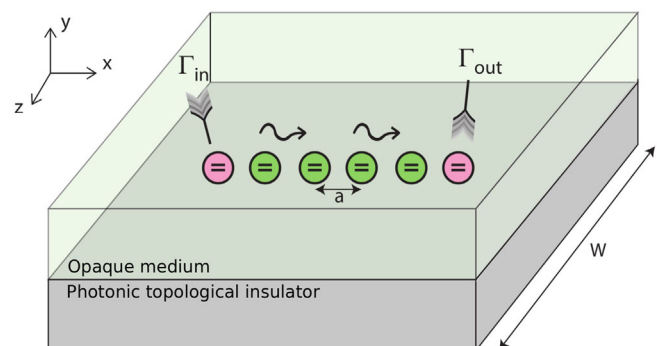 y
x
z
Γin
Γout
= = = = = =
a
Opaque medium
Photonic topological insulator
W